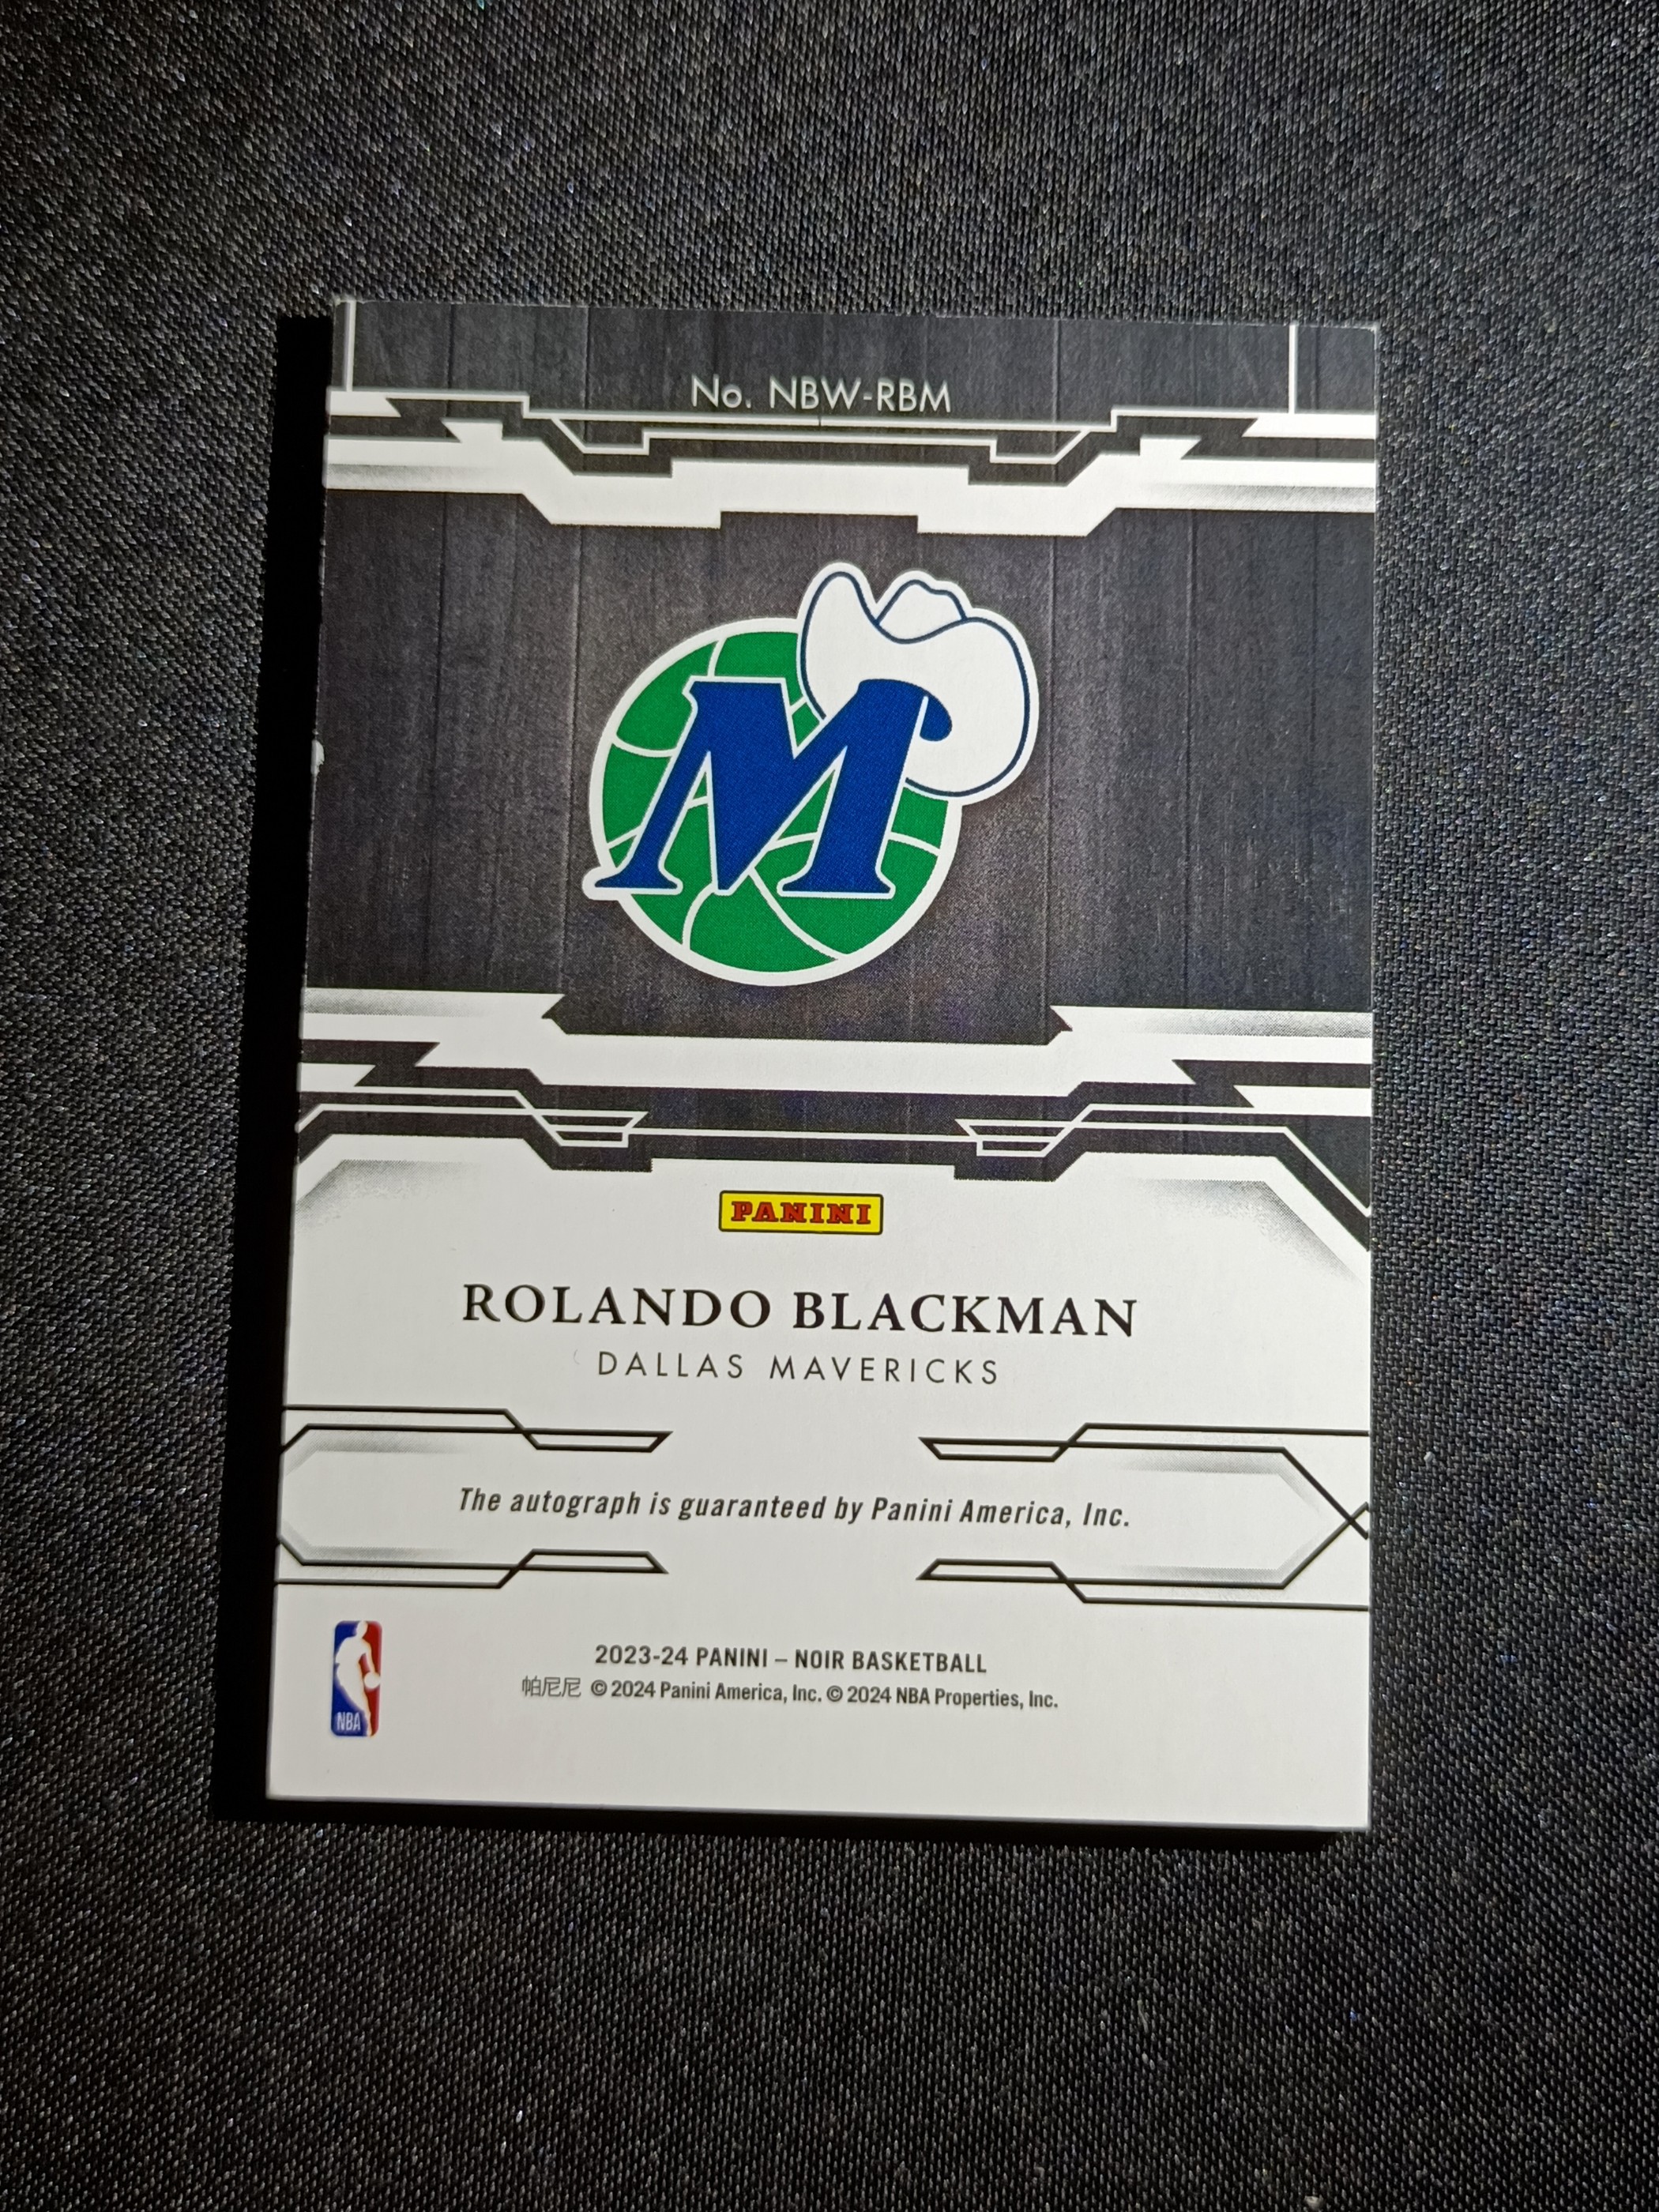 No. NBW-RBM
M
PANINI
ROLANDO BLACKMAN
DALLAS MAVERICKS
The autograph is guaranteed by Panini America, Inc.
2023-24 PANINI – NOIR BASKETBALL
帕尼尼 © 2024 Panini America, Inc. © 2024 NBA Properties, Inc.
NBA